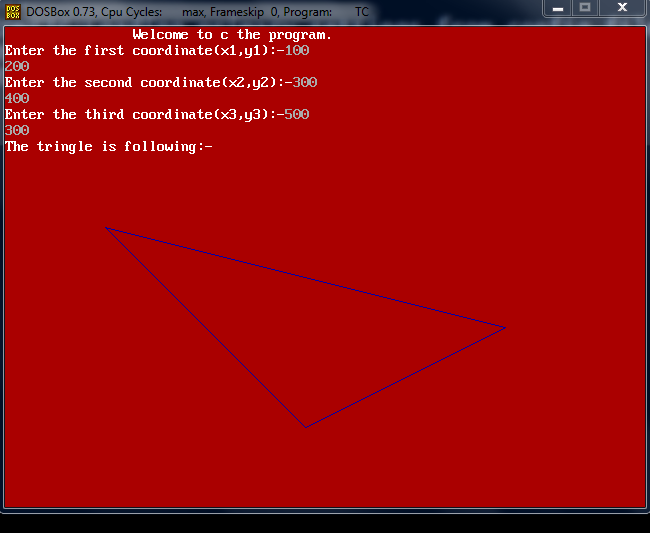 DOS
BOX
DOSBox 0.73, Cpu Cycles: max, Frameskip 0, Program: TC
Welcome to c the program.
Enter the first coordinate(x1,y1):-100
200
Enter the second coordinate(x2,y2):-300
400
Enter the third coordinate(x3,y3):-500
300
The tringle is following:-